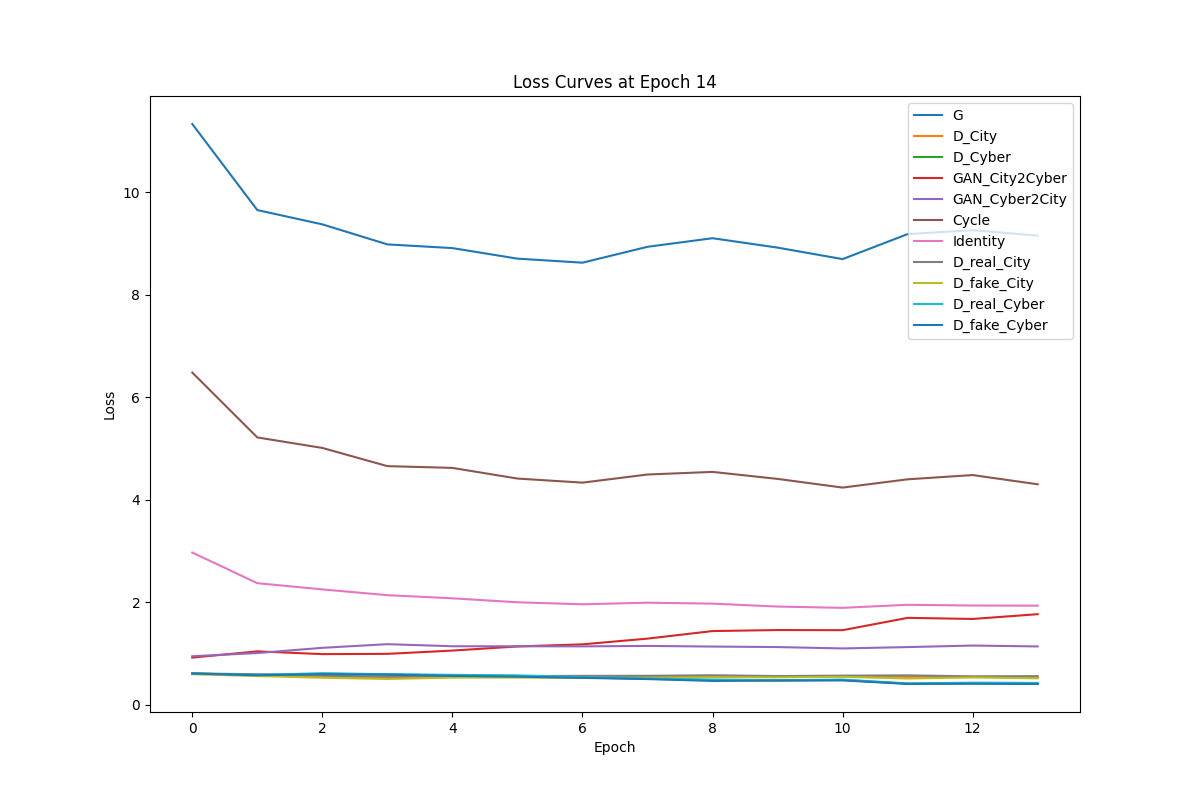 Loss Curves at Epoch 14
G
D_City
D_Cyber
GAN_City2Cyber
GAN_Cyber2City
Cycle
Identity
D_real_City
D_fake_City
D_real_Cyber
D_fake_Cyber
10
8
6
4
2
0
Loss
0 2 4 6 8 10 12
Epoch